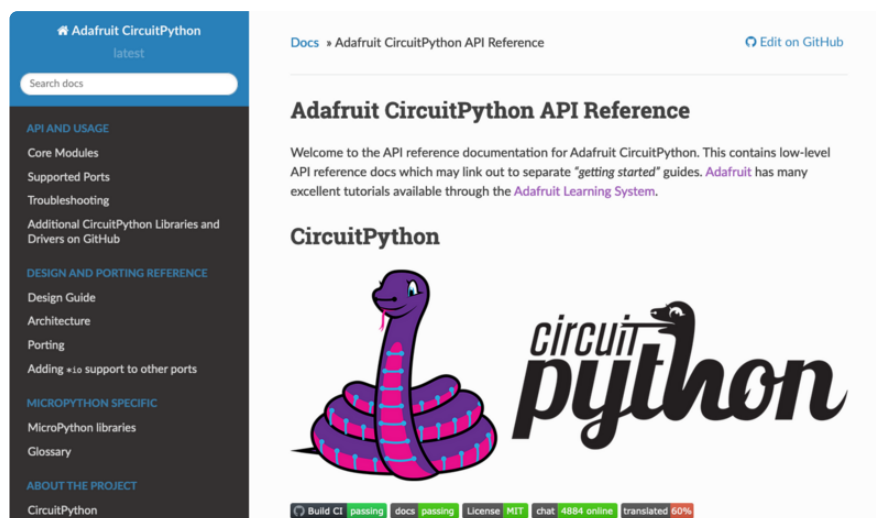 Adafruit CircuitPython
latest
Search docs
API AND USAGE
Core Modules
Supported Ports
Troubleshooting
Additional CircuitPython Libraries and
Drivers on GitHub
DESIGN AND PORTING REFERENCE
Design Guide
Architecture
Porting
Adding *io support to other ports
MICROPYTHON SPECIFIC
MicroPython libraries
Glossary
ABOUT THE PROJECT
CircuitPython
Docs » Adafruit CircuitPython API Reference
Edit on GitHub
Adafruit CircuitPython API Reference
Welcome to the API reference documentation for Adafruit CircuitPython. This contains low-level
API reference docs which may link out to separate "getting started" guides. Adafruit has many
excellent tutorials available through the Adafruit Learning System.
CircuitPython
circuit
python
Build CI passing docs passing License MIT chat 4884 online translated 60%